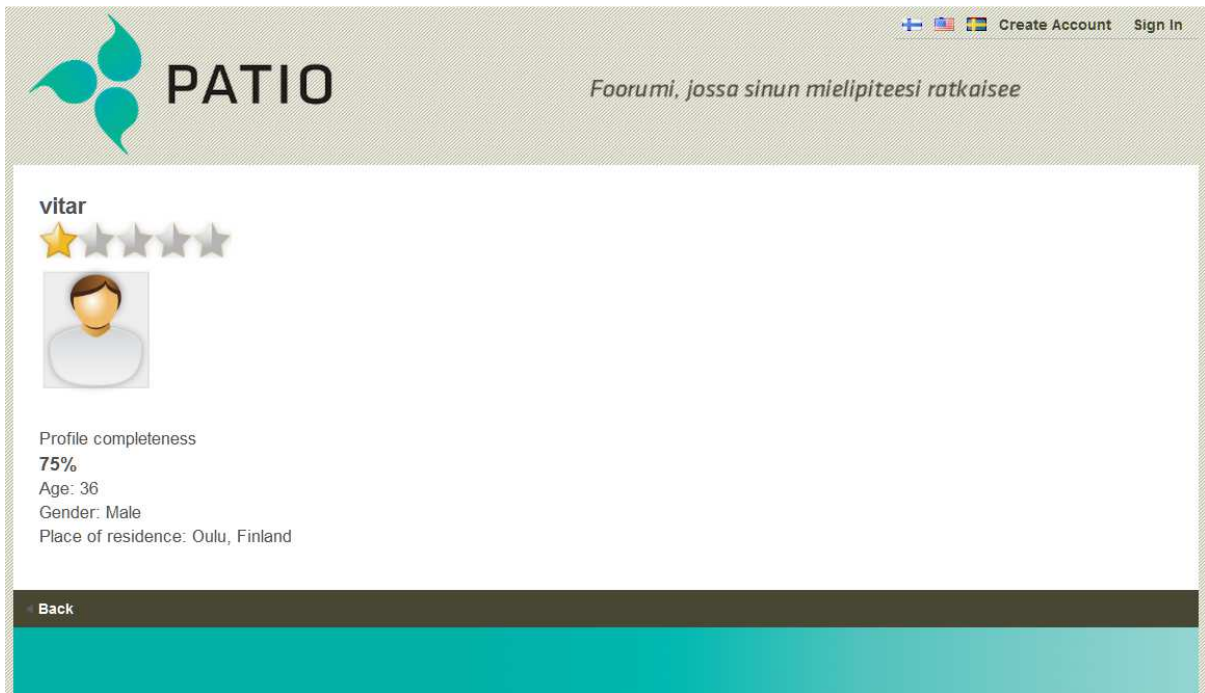 Create Account Sign In
PATIO
Foorumi, jossa sinun mielipiteesi ratkaisee
vitar
Profile completeness
75%
Age: 36
Gender: Male
Place of residence: Oulu, Finland
Back